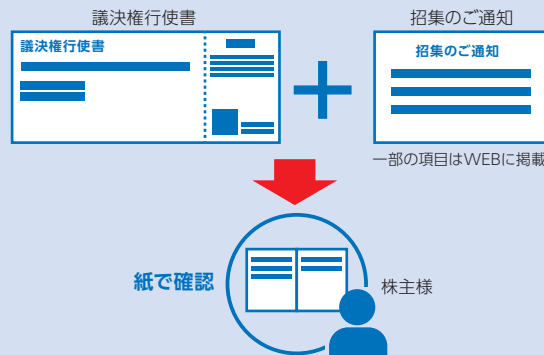 議決権行使書
招集のご通知
議決権行使書
招集のご通知
一部の項目はWEBに掲載
紙で確認
株主様